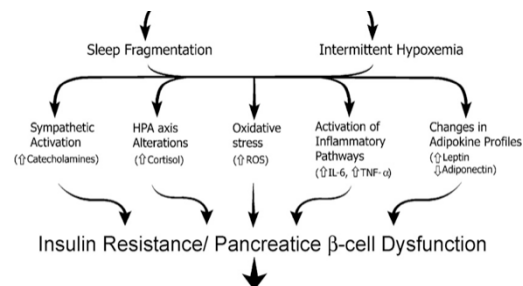 Sleep Fragmentation
Intermittent Hypoxemia
Sympathetic
Activation
(⇧Catecholamines)
HPA axis
Alterations
(⇧Cortisol)
Oxidative
stress
(⇧ROS)
Activation of
Inflammatory
Pathways
(⇧IL-6, ⇧TNF-α)
Changes in
Adipokine Profiles
(⇧Leptin
⇩Adiponectin)
Insulin Resistance/ Pancreatice β-cell Dysfunction